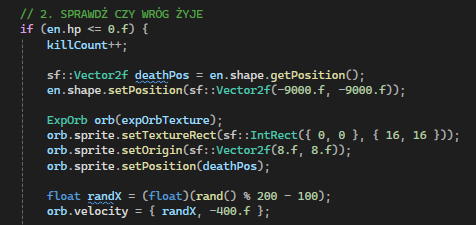 // 2. SPRAWDŹ CZY WRÓG ŻYJE
if (en.hp <= 0.f) {
killCount++;
sf::Vector2f deathPos = en.shape.getPosition();
en.shape.setPosition(sf::Vector2f(-9000.f, -9000.f));
ExpOrb orb(expOrbTexture);
orb.sprite.setTextureRect(sf::IntRect({ 0, 0 }, { 16, 16 }));
orb.sprite.setOrigin(sf::Vector2f(8.f, 8.f));
orb.sprite.setPosition(deathPos);
float randX = (float)(rand() % 200 - 100);
orb.velocity = { randX, -400.f };